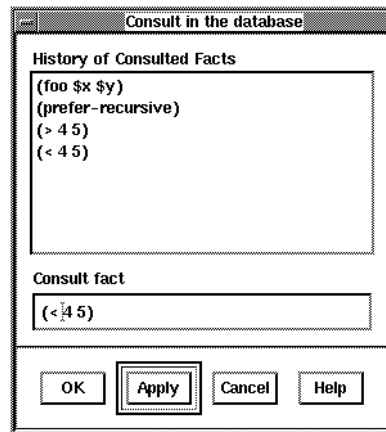 Consult in the database
History of Consulted Facts
(foo $x $y)
(prefer-recursive)
(> 4 5)
(< 4 5)
Consult fact
(< 4 5)
OK Apply Cancel Help